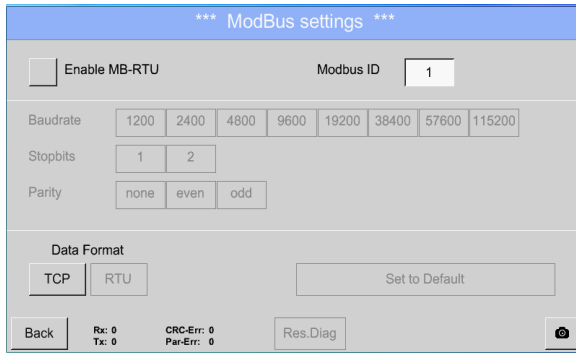 *** ModBus settings ***
Enable MB-RTU Modbus ID 1
Baudrate 1200 2400 4800 9600 19200 38400 57600 115200
Stopbits 1 2
Parity none even odd
Data Format
TCP RTU Set to Default
Back Rx: 0 CRC-Err: 0 Res.Diag
Tx: 0 Par-Err: 0